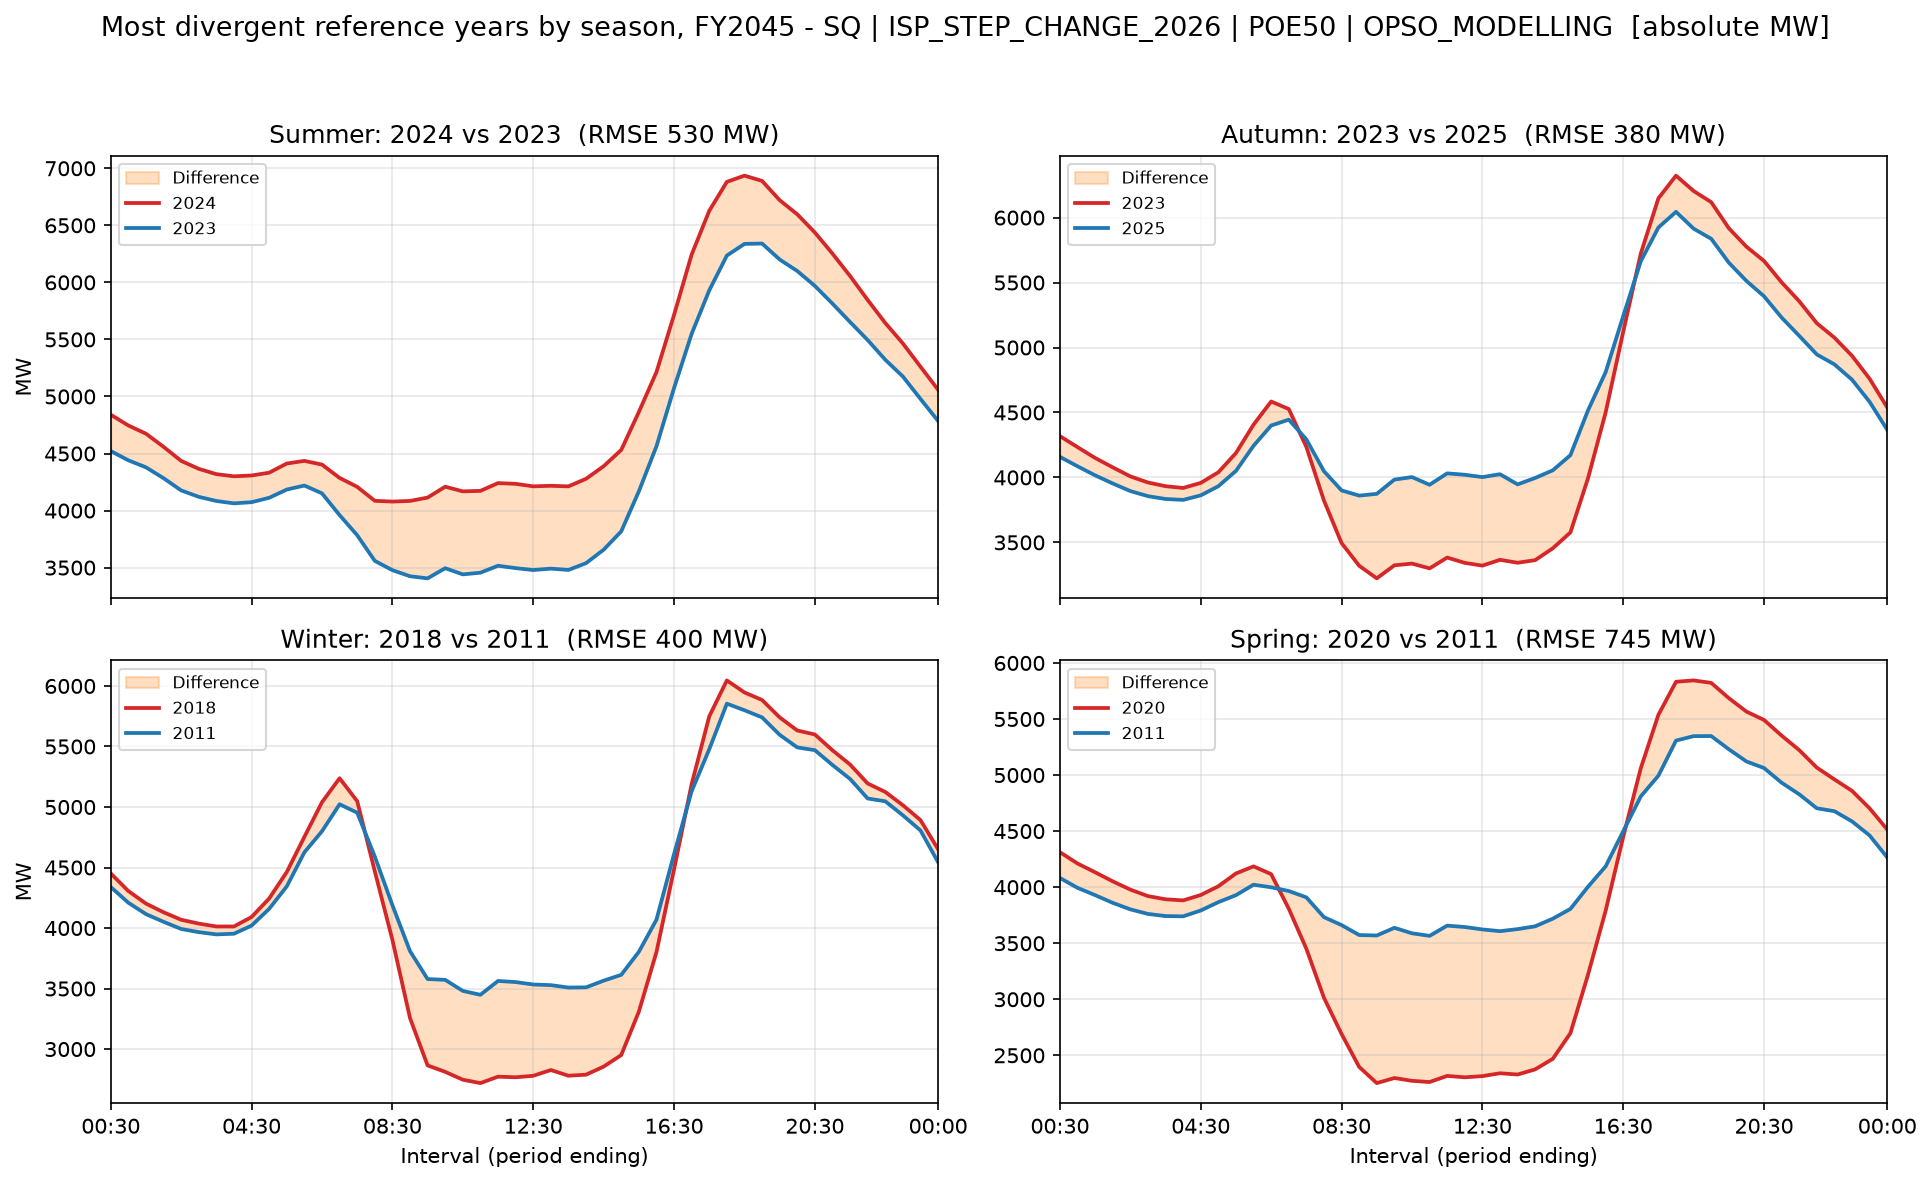 Most divergent reference years by season, FY2045 - SQ | ISP_STEP_CHANGE_2026 | POE50 | OPSO_MODELLING  [absolute MW]
Summer: 2024 vs 2023  (RMSE 530 MW)
Difference
2024
2023
7000
6500
6000
5500
5000
4500
4000
3500
MW
Autumn: 2023 vs 2025  (RMSE 380 MW)
Difference
2023
2025
6000
5500
5000
4500
4000
3500
Winter: 2018 vs 2011  (RMSE 400 MW)
Difference
2018
2011
6000
5500
5000
4500
4000
3500
3000
MW
00:30 04:30 08:30 12:30 16:30 20:30 00:00
Interval (period ending)
Spring: 2020 vs 2011  (RMSE 745 MW)
Difference
2020
2011
6000
5500
5000
4500
4000
3500
3000
2500
00:30 04:30 08:30 12:30 16:30 20:30 00:00
Interval (period ending)